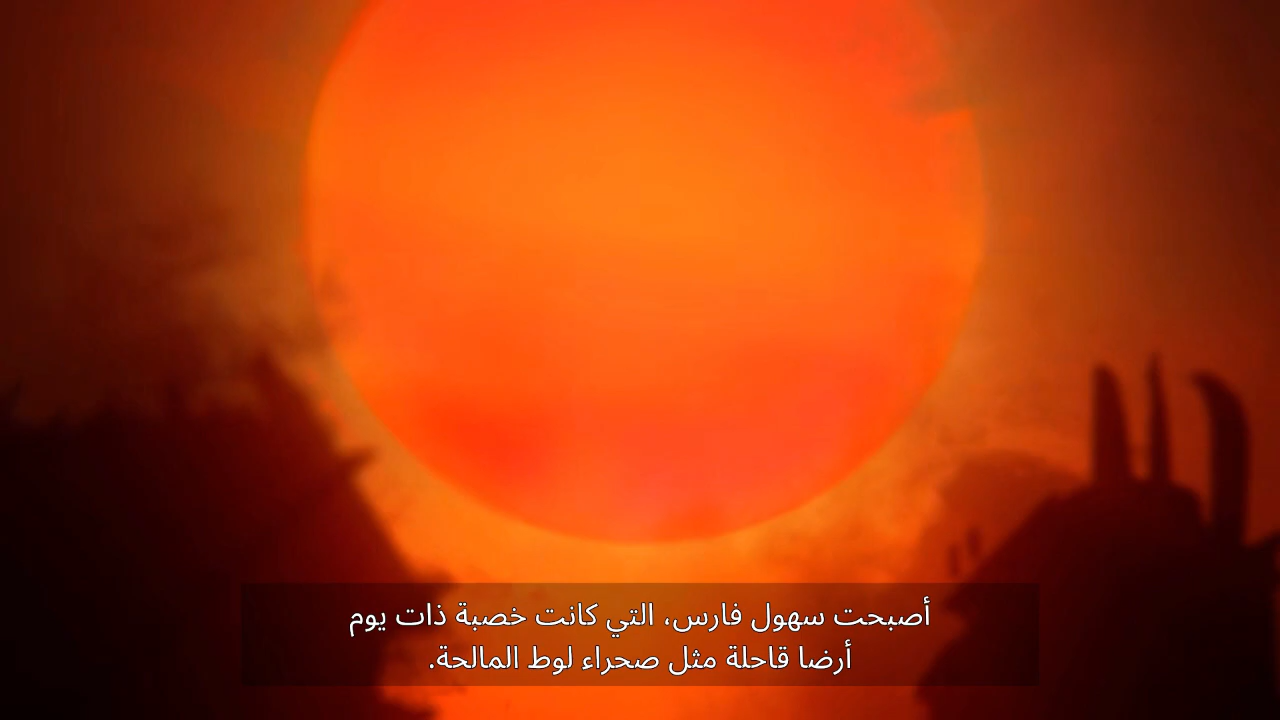 أصبحت سهول فارس، التي كانت خصبة ذات يوم
أرضا قاحلة مثل صحراء لوط المالحة.